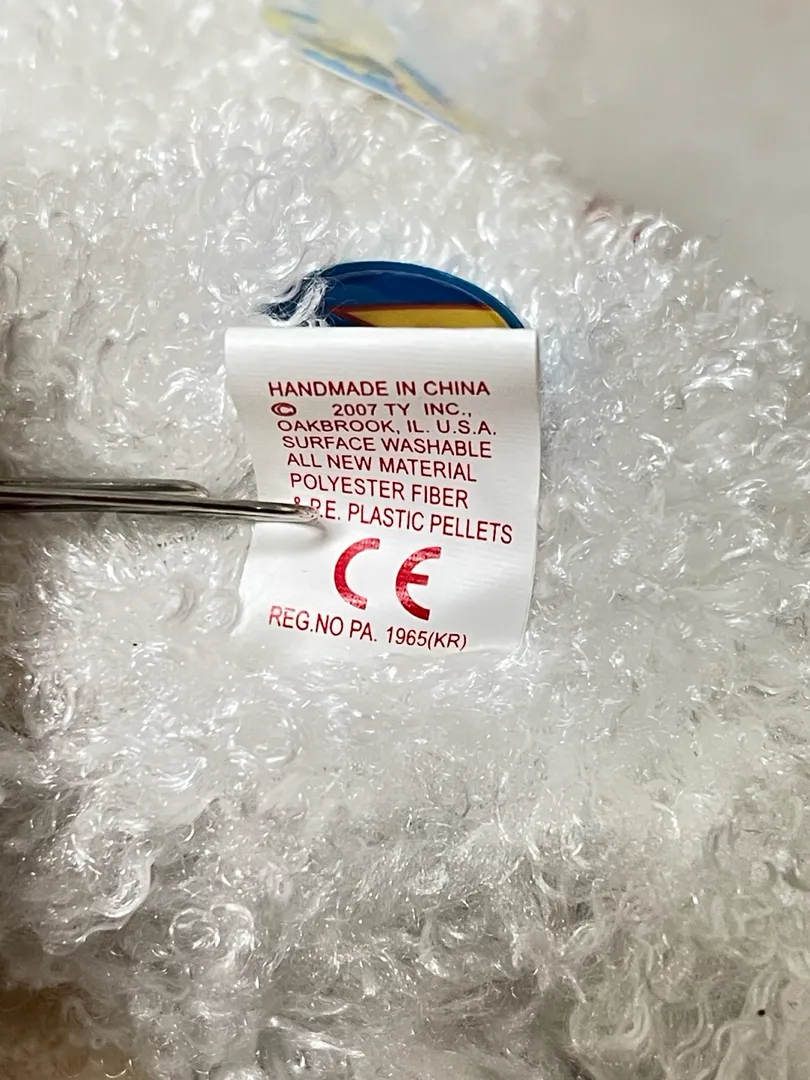 HANDMADE IN CHINA
© 2007 TY INC.,
OAKBROOK, IL. U.S.A.
SURFACE WASHABLE
ALL NEW MATERIAL
POLYESTER FIBER
& P.E. PLASTIC PELLETS
CE
REG.NO PA. 1965(KR)